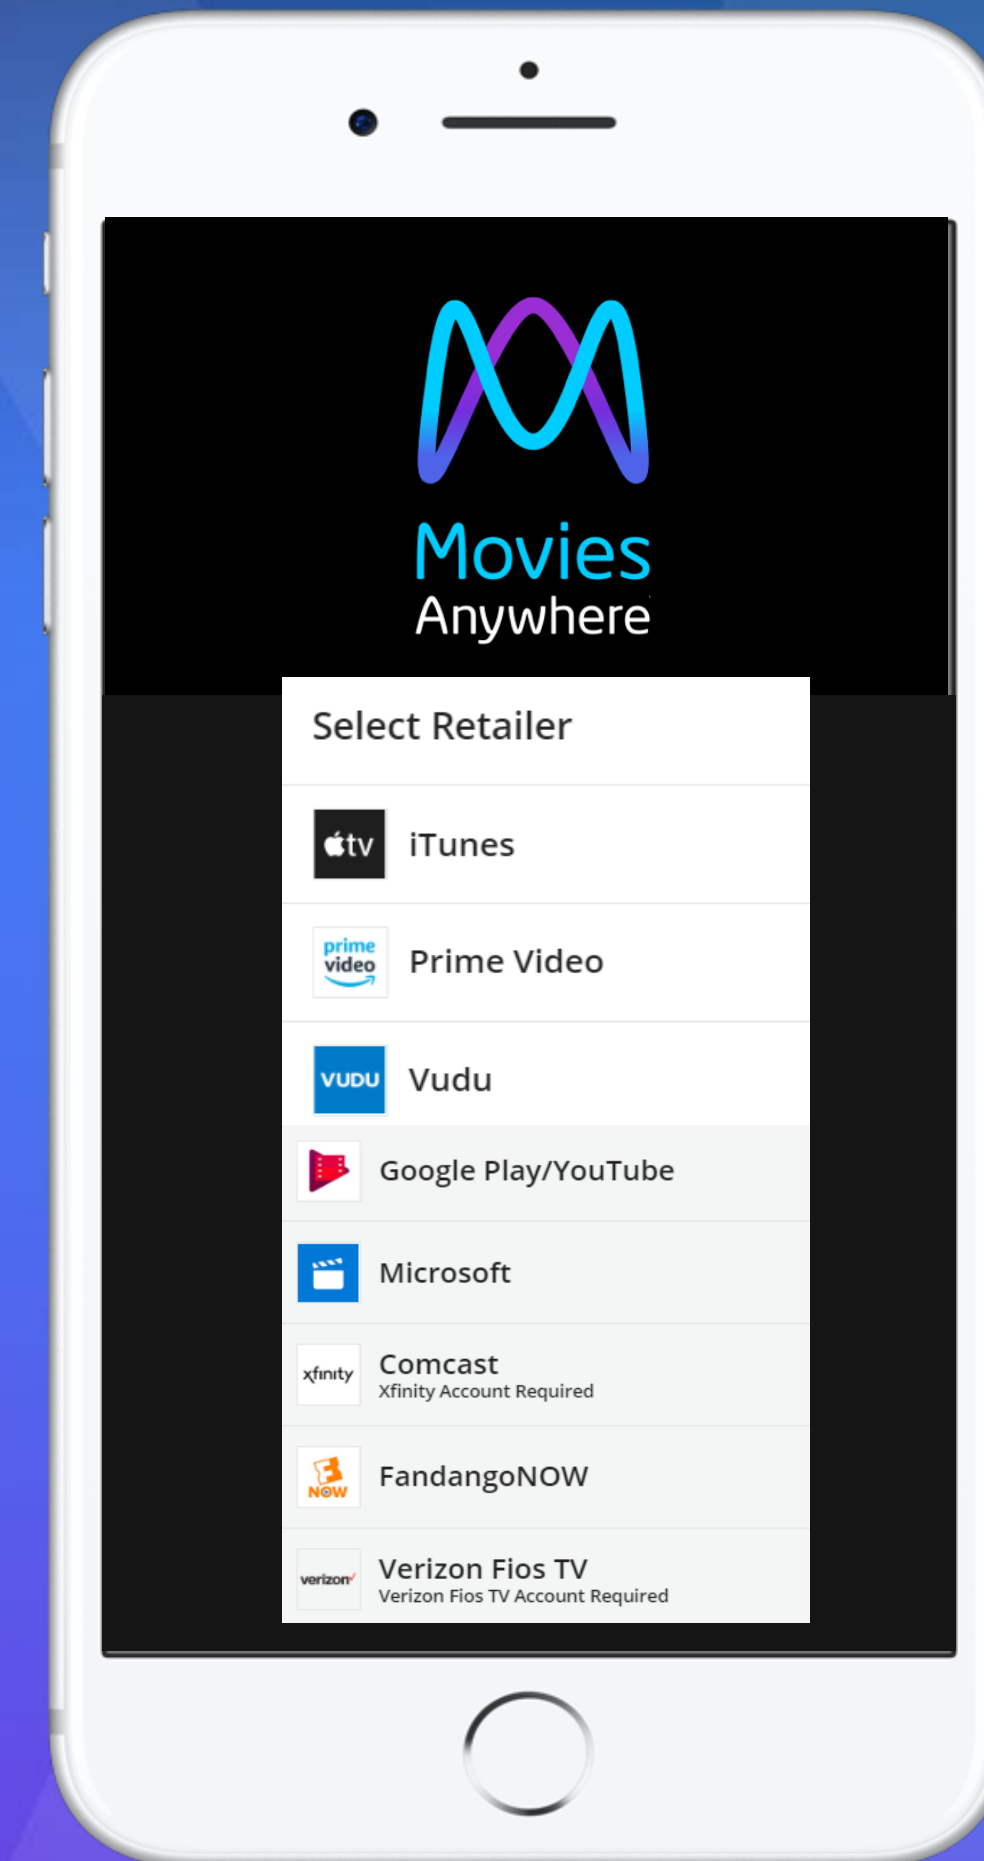 Movies
Anywhere
Select Retailer
tv iTunes
prime video Prime Video
VUDU Vudu
Google Play/YouTube
Microsoft
xfinity Comcast
Xfinity Account Required
NOW FandangoNOW
verizon Verizon Fios TV
Verizon Fios TV Account Required